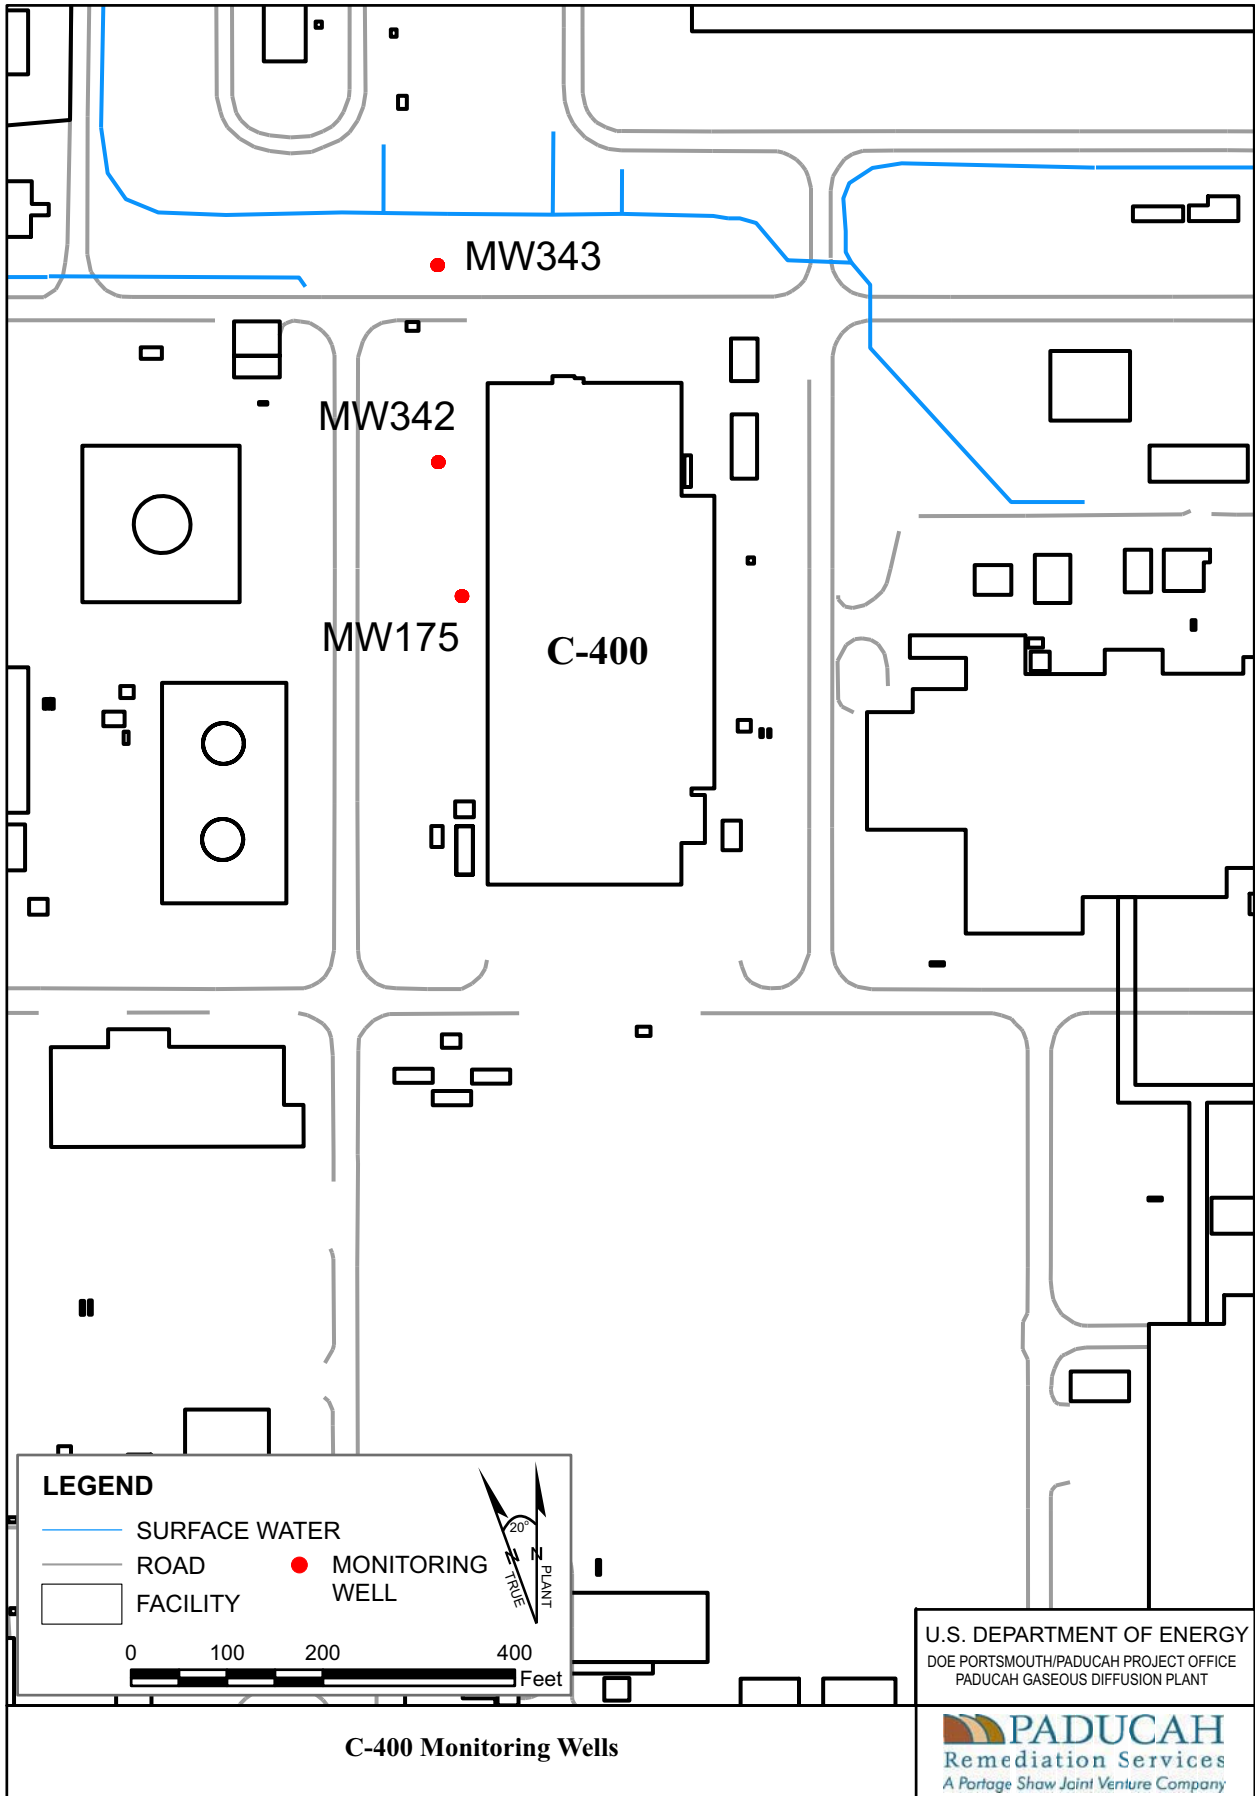 MW343
MW342
MW175
C-400
LEGEND
SURFACE WATER
ROAD
FACILITY
MONITORING
WELL
20°
N
TRUE
N
PLANT
0 100 200 400
Feet
U.S. DEPARTMENT OF ENERGY
DOE PORTSMOUTH/PADUCAH PROJECT OFFICE
PADUCAH GASEOUS DIFFUSION PLANT
C-400 Monitoring Wells
PADUCAH
Remediation Services
A Portage Shaw Joint Venture Company